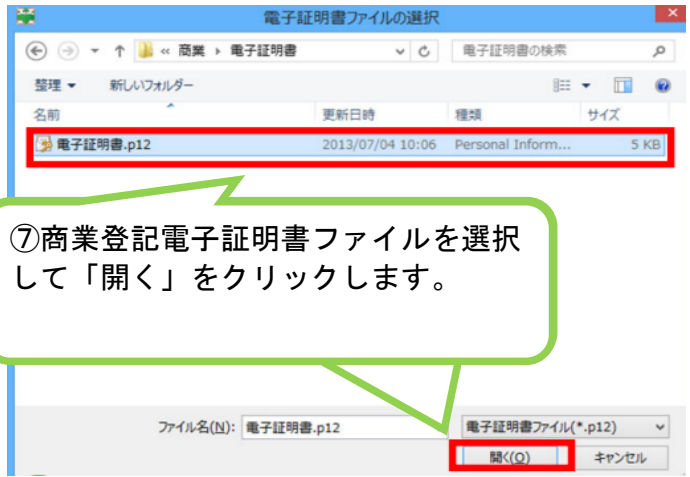 電子証明書ファイルの選択
« 商業 ▸ 電子証明書
電子証明書の検索
整理 新しいフォルダー
名前 更新日時 種類 サイズ
電子証明書.p12 2013/07/04 10:06 Personal Inform... 5 KB
⑦商業登記電子証明書ファイルを選択
して「開く」をクリックします。
ファイル名(N): 電子証明書.p12 電子証明書ファイル(*.p12)
開く(O) キャンセル